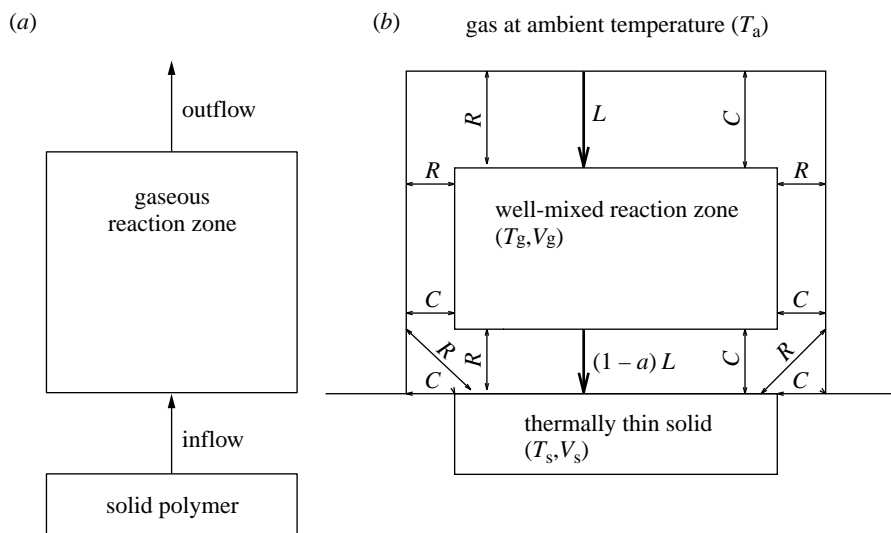 (a)
outflow
gaseous
reaction zone
inflow
solid polymer
(b)
gas at ambient temperature (Ta)
R
L
C
R
R
well-mixed reaction zone
(Tg,Vg)
C
C
R
R
(1 – a) L
C
R
C
C
thermally thin solid
(Ts,Vs)